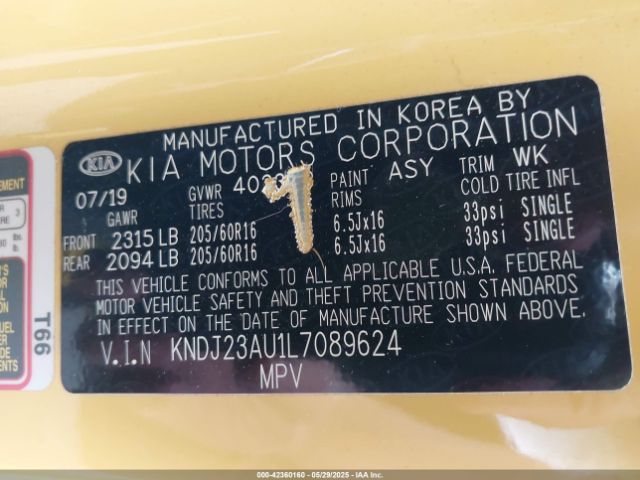 MANUFACTURED IN KOREA BY
KIA KIA MOTORS CORPORATION
07/19 GVWR PAINT ASY TRIM WK
GAWR TIRES RIMS COLD TIRE INFL
FRONT 2315 LB 205/60R16 6.5Jx16 33psi SINGLE
REAR 2094 LB 205/60R16 6.5Jx16 33psi SINGLE
THIS VEHICLE CONFORMS TO ALL APPLICABLE U.S.A. FEDERAL
MOTOR VEHICLE SAFETY AND THEFT PREVENTION STANDARDS
IN EFFECT ON THE DATE OF MANUFACTURE SHOWN ABOVE.
V.I.N KNDJ23AU1L7089624
MPV
T66
000-42360160 - 05/29/2025 - IAA Inc.